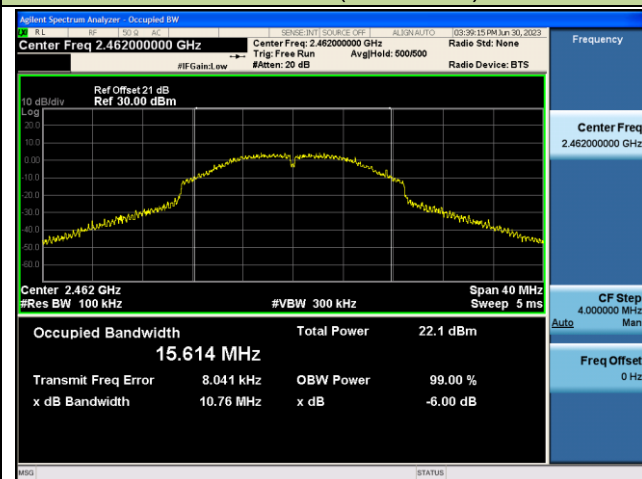 Agilent Spectrum Analyzer - Occupied BW
RL RF 50 Ω AC SENSE:INT SOURCE OFF ALIGN AUTO 03:39:15 PM Jun 30, 2023
Center Freq 2.462000000 GHz Center Freq: 2.462000000 GHz Radio Std: None
Trig: Free Run Avg|Hold: 500/500
#IFGain:Low #Atten: 20 dB Radio Device: BTS
Ref Offset 21 dB
10 dB/div Ref 30.00 dBm
Log
20.0
10.0
0.00
-10.0
-20.0
-30.0
-40.0
-50.0
-60.0
Center 2.462 GHz Span 40 MHz
#Res BW 100 kHz #VBW 300 kHz Sweep 5 ms
Occupied Bandwidth Total Power 22.1 dBm
15.614 MHz
Transmit Freq Error 8.041 kHz OBW Power 99.00 %
x dB Bandwidth 10.76 MHz x dB -6.00 dB
MSG STATUS
Frequency
Center Freq
2.462000000 GHz
CF Step
4.000000 MHz
Auto Man
Freq Offset
0 Hz